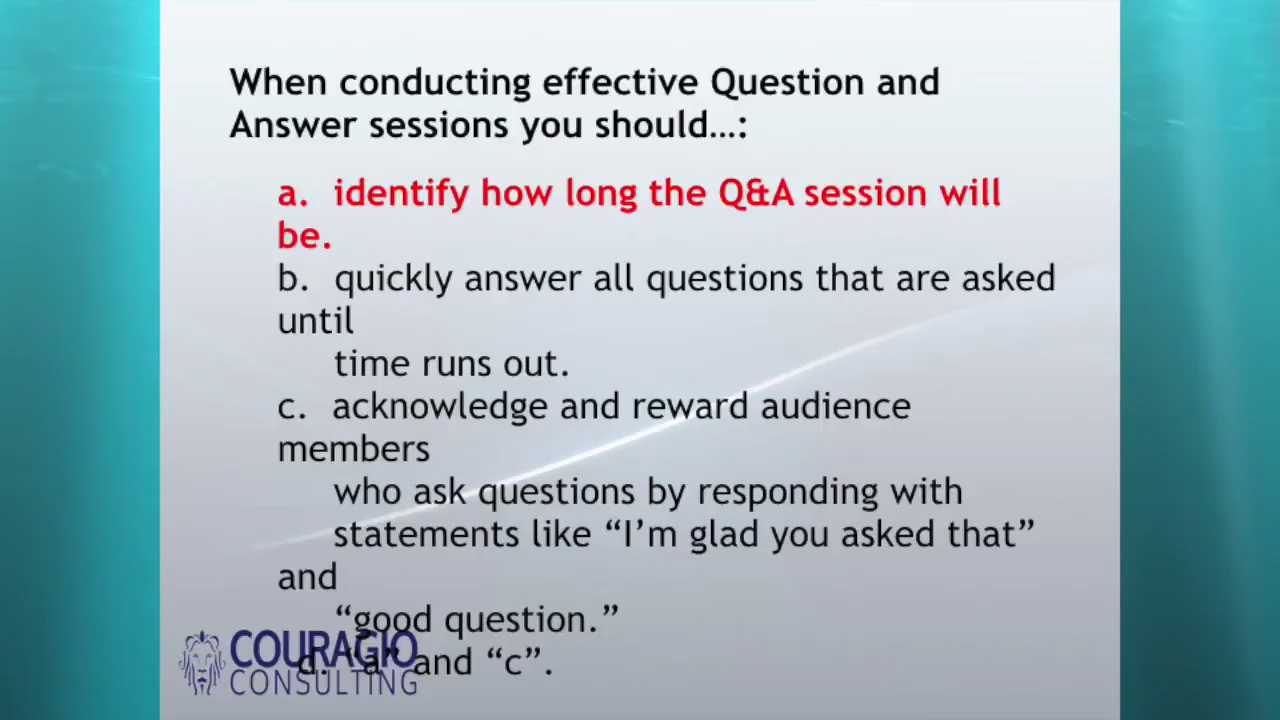 When conducting effective Question and
Answer sessions you should…:
a. identify how long the Q&A session will
be.
b. quickly answer all questions that are asked
until
time runs out.
c. acknowledge and reward audience
members
who ask questions by responding with
statements like “I’m glad you asked that”
and
“good question.”
d. “a” and “c”.
COURAGIO
CONSULTING